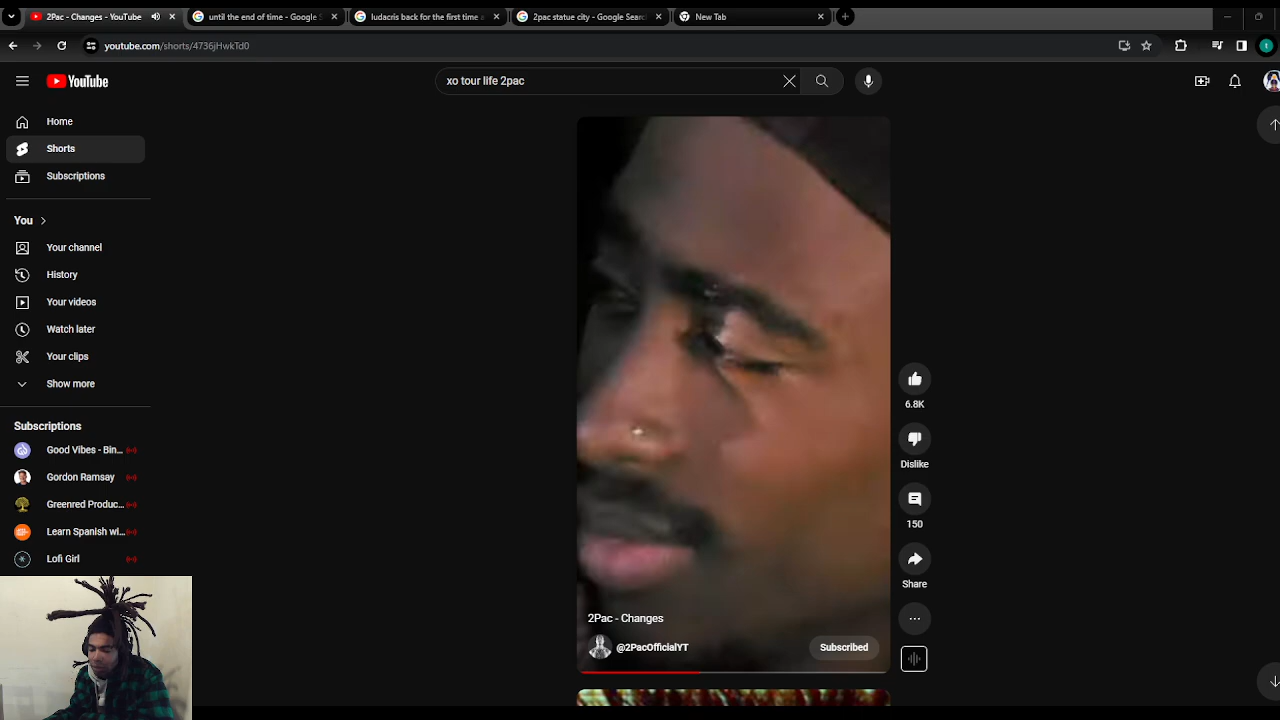 2Pac - Changes - YouTube
until the end of time - Google S
ludacris back for the first time a
2pac statue city - Google Searc
New Tab
youtube.com/shorts/4736jHwkTd0
t
YouTube
xo tour life 2pac
Home
Shorts
Subscriptions
You
Your channel
History
Your videos
Watch later
Your clips
Show more
Subscriptions
Good Vibes - Bin...
Gordon Ramsay
Greenred Produc...
Learn Spanish wi...
Lofi Girl
6.8K
Dislike
150
Share
2Pac - Changes
@2PacOfficialYT
Subscribed